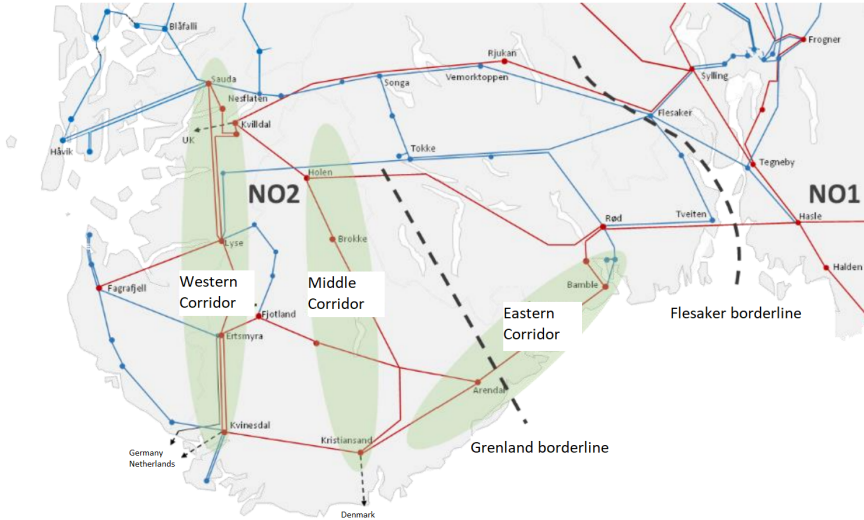 Blåfalli
Frogner
Rjukan
Sylling
Sauda
Songa
Vemorktoppen
Nesflaten
Flesaker
Kvilldal
UK
Håvik
Tokke
Tegneby
Holen
NO2
NO1
Rød
Tveiten
Hasle
Lyse
Brokke
Halden
Western
Corridor
Middle
Corridor
Fagrafjell
Bamble
Eastern
Corridor
Flesaker borderline
Fjotland
Ertsmyra
Arendal
Kvinesdal
Kristiansand
Grenland borderline
Germany
Netherlands
Denmark